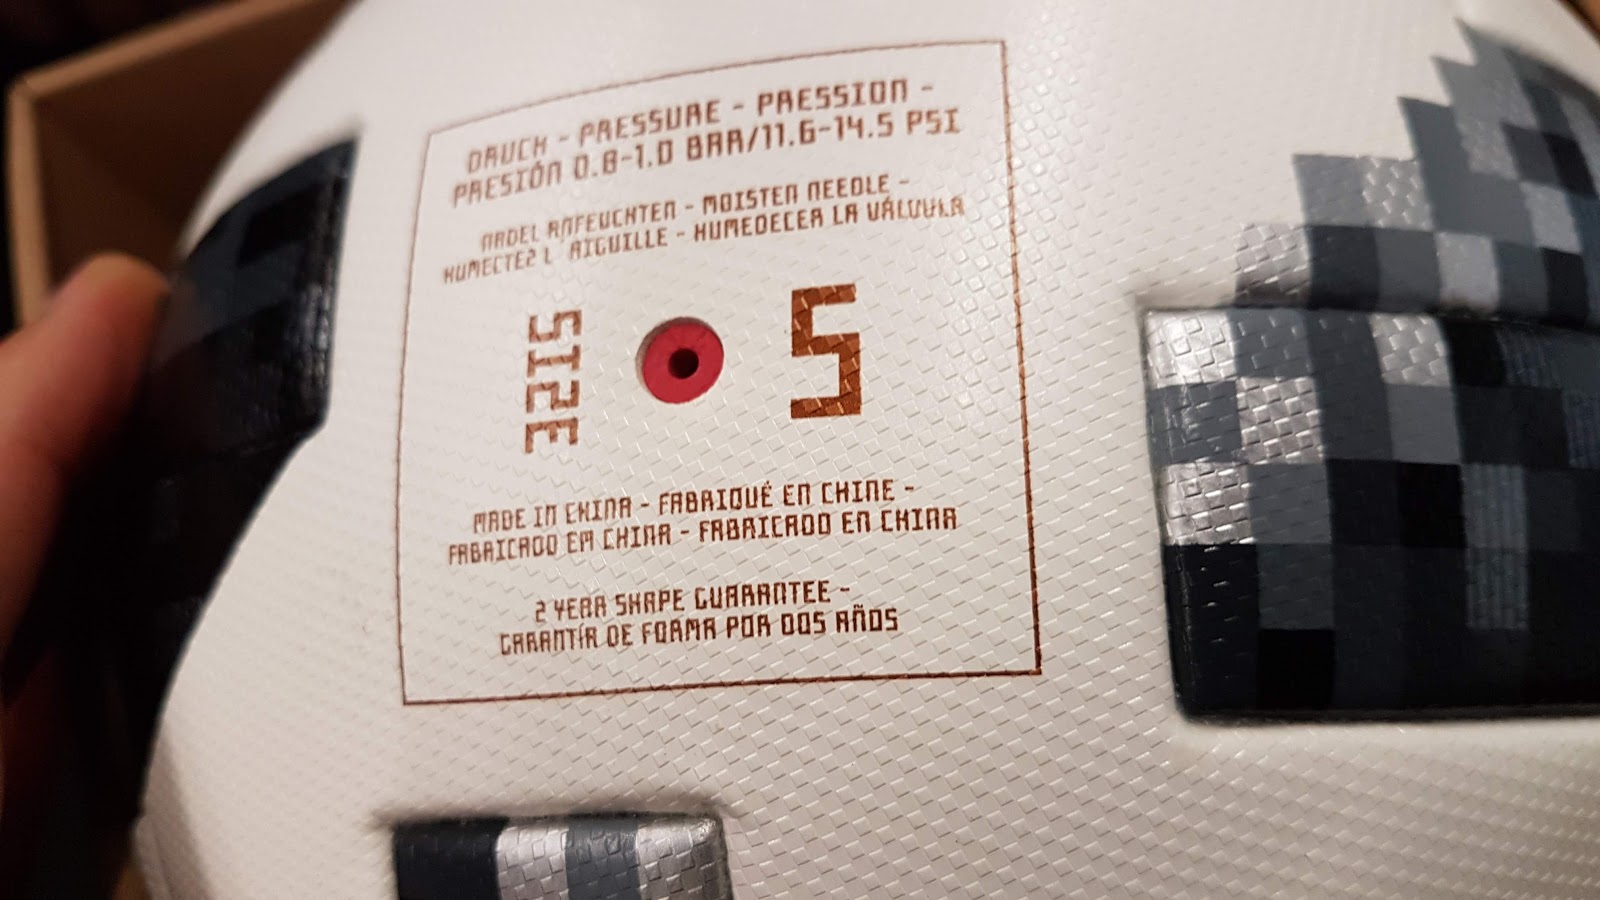 DRUCK - PRESSURE - PRESSION -
PRESIÓN 0.8-1.0 BAR/11.6-14.5 PSI
NADEL ANFEUCHTEN - MOISTEN NEEDLE -
HUMECTEZ L'AIGUILLE - HUMEDECER LA VÁLVULA
SIZE 5
MADE IN CHINA - FABRIQUÉ EN CHINE -
FABRICADO EM CHINA - FABRICADO EN CHINA
2 YEAR SHAPE GUARANTEE -
GARANTÍA DE FORMA POR DOS AÑOS